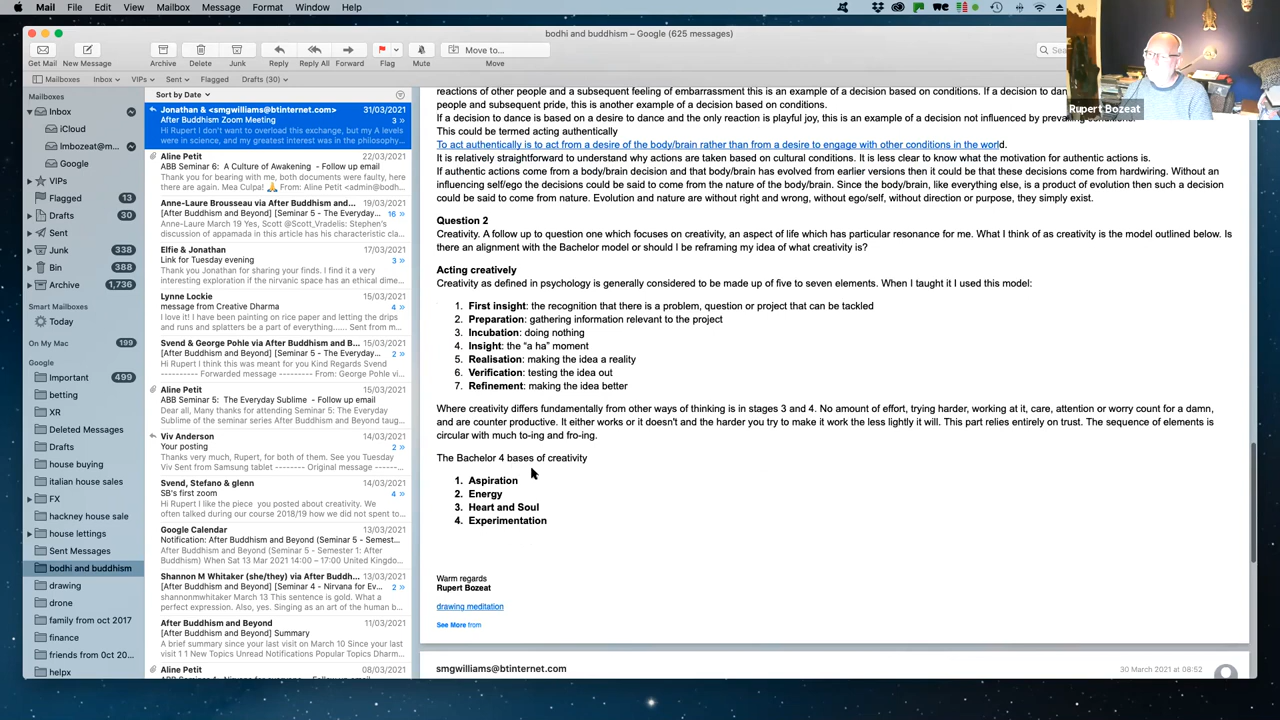 Mail File Edit View Mailbox Message Format Window Help
bodhi and buddhism – Google (625 messages)
Get Mail New Message Archive Delete Junk Reply Reply All Forward Flag Mute Move to... Move
Mailboxes Inbox VIPs Sent Flagged Drafts (30)
Mailboxes
Inbox
iCloud
lmbozeat@m...
Google
VIPs
Flagged 3
Drafts 30
Sent
Junk 338
Bin 388
Archive 1,736
Smart Mailboxes
Today
On My Mac 199
Google
Important 499
betting
XR
Deleted Messages
Drafts
house buying
italian house sales
FX
hackney house sale
house lettings
Sent Messages
bodhi and buddhism
drawing
drone
family from oct 2017
finance
friends from 0ct 20...
helpx
Sort by Date
Jonathan & <smgwilliams@btinternet.com> 31/03/2021
After Buddhism Zoom Meeting 3 »
Hi Rupert I don't want to overload this exchange, but my A levels
were in science, and my greatest interest was in the philosophy...
Aline Petit 22/03/2021
ABB Seminar 6: A Culture of Awakening - Follow up email
Thank you for bearing with me, both documents were faulty, here
there are again. Mea Culpa! 🙏 From: Aline Petit <admin@bodh...
Anne-Laure Brousseau via After Buddhism and... 19/03/2021
[After Buddhism and Beyond] [Seminar 5 - The Everyday... 16 »
Anne-Laure March 19 Yes, Scott @Scott_Vradelis: Stephen's
discussion of appamada in this article has his characteristic cla...
Elfie & Jonathan 17/03/2021
Link for Tuesday evening 3 »
Thank you Jonathan for sharing your finds. I find it a very
interesting exploration if the nirvanic space has an ethical dime...
Lynne Lockie 15/03/2021
message from Creative Dharma 4 »
I love it! I have been painting on rice paper and letting the drips
and runs and splatters be a part of everything...... Sent from m...
Svend & George Pohle via After Buddhism and B... 15/03/2021
[After Buddhism and Beyond] [Seminar 5 - The Everyday... 2 »
Hi Rupert I think this was meant for you Kind Regards Svend
---------- Forwarded message --------- From: George Pohle vi...
Aline Petit 15/03/2021
ABB Seminar 5: The Everyday Sublime - Follow up email
Dear all, Many thanks for attending Seminar 5: The Everyday
Sublime of the seminar series After Buddhism and Beyond taug...
Viv Anderson 14/03/2021
Your posting 2 »
Thanks very much, Rupert, for both of them. See you Tuesday
Viv Sent from Samsung tablet -------- Original message -------...
Svend, Stefano & glenn 14/03/2021
SB's first zoom 4 »
Hi Rupert I like the piece you posted about creativity. We
often talked during our course 2018/19 how we did not spent to...
Google Calendar 13/03/2021
Notification: After Buddhism and Beyond (Seminar 5 - Semest...
After Buddhism and Beyond (Seminar 5 - Semester 1: After
Buddhism) When Sat 13 Mar 2021 14:00 – 17:00 United Kingdo...
Shannon M Whitaker (she/they) via After Buddh... 13/03/2021
[After Buddhism and Beyond] [Seminar 4 - Nirvana for Ev... 2 »
shannonmwhitaker March 13 This sentence is gold. What a
perfect expression. Also, yes. Singing as an art of the human b...
After Buddhism and Beyond 11/03/2021
[After Buddhism and Beyond] Summary
A brief summary since your last visit on March 10 Since your last
visit 1 1 New Topics Unread Notifications Popular Topics Dharm...
Aline Petit 08/03/2021
Rupert Bozeat
reactions of other people and a subsequent feeling of embarrassment this is an example of a decision based on conditions. If a decision to dan
people and subsequent pride, this is another example of a decision based on conditions.
If a decision to dance is based on a desire to dance and the only reaction is playful joy, this is an example of a decision not influenced by prevailing conditions.
This could be termed acting authentically
To act authentically is to act from a desire of the body/brain rather than from a desire to engage with other conditions in the world.
It is relatively straightforward to understand why actions are taken based on cultural conditions. It is less clear to know what the motivation for authentic actions is.
If authentic actions come from a body/brain decision and that body/brain has evolved from earlier versions then it could be that these decisions come from hardwiring. Without an
influencing self/ego the decisions could be said to come from the nature of the body/brain. Since the body/brain, like everything else, is a product of evolution then such a decision
could be said to come from nature. Evolution and nature are without right and wrong, without ego/self, without direction or purpose, they simply exist.
Question 2
Creativity. A follow up to question one which focuses on creativity, an aspect of life which has particular resonance for me. What I think of as creativity is the model outlined below. Is
there an alignment with the Bachelor model or should I be reframing my idea of what creativity is?
Acting creatively
Creativity as defined in psychology is generally considered to be made up of five to seven elements. When I taught it I used this model:
1. First insight: the recognition that there is a problem, question or project that can be tackled
2. Preparation: gathering information relevant to the project
3. Incubation: doing nothing
4. Insight: the "a ha" moment
5. Realisation: making the idea a reality
6. Verification: testing the idea out
7. Refinement: making the idea better
Where creativity differs fundamentally from other ways of thinking is in stages 3 and 4. No amount of effort, trying harder, working at it, care, attention or worry count for a damn,
and are counter productive. It either works or it doesn't and the harder you try to make it work the less lightly it will. This part relies entirely on trust. The sequence of elements is
circular with much to-ing and fro-ing.
The Bachelor 4 bases of creativity
1. Aspiration
2. Energy
3. Heart and Soul
4. Experimentation
Warm regards
Rupert Bozeat
drawing meditation
See More from
smgwilliams@btinternet.com 30 March 2021 at 08:52